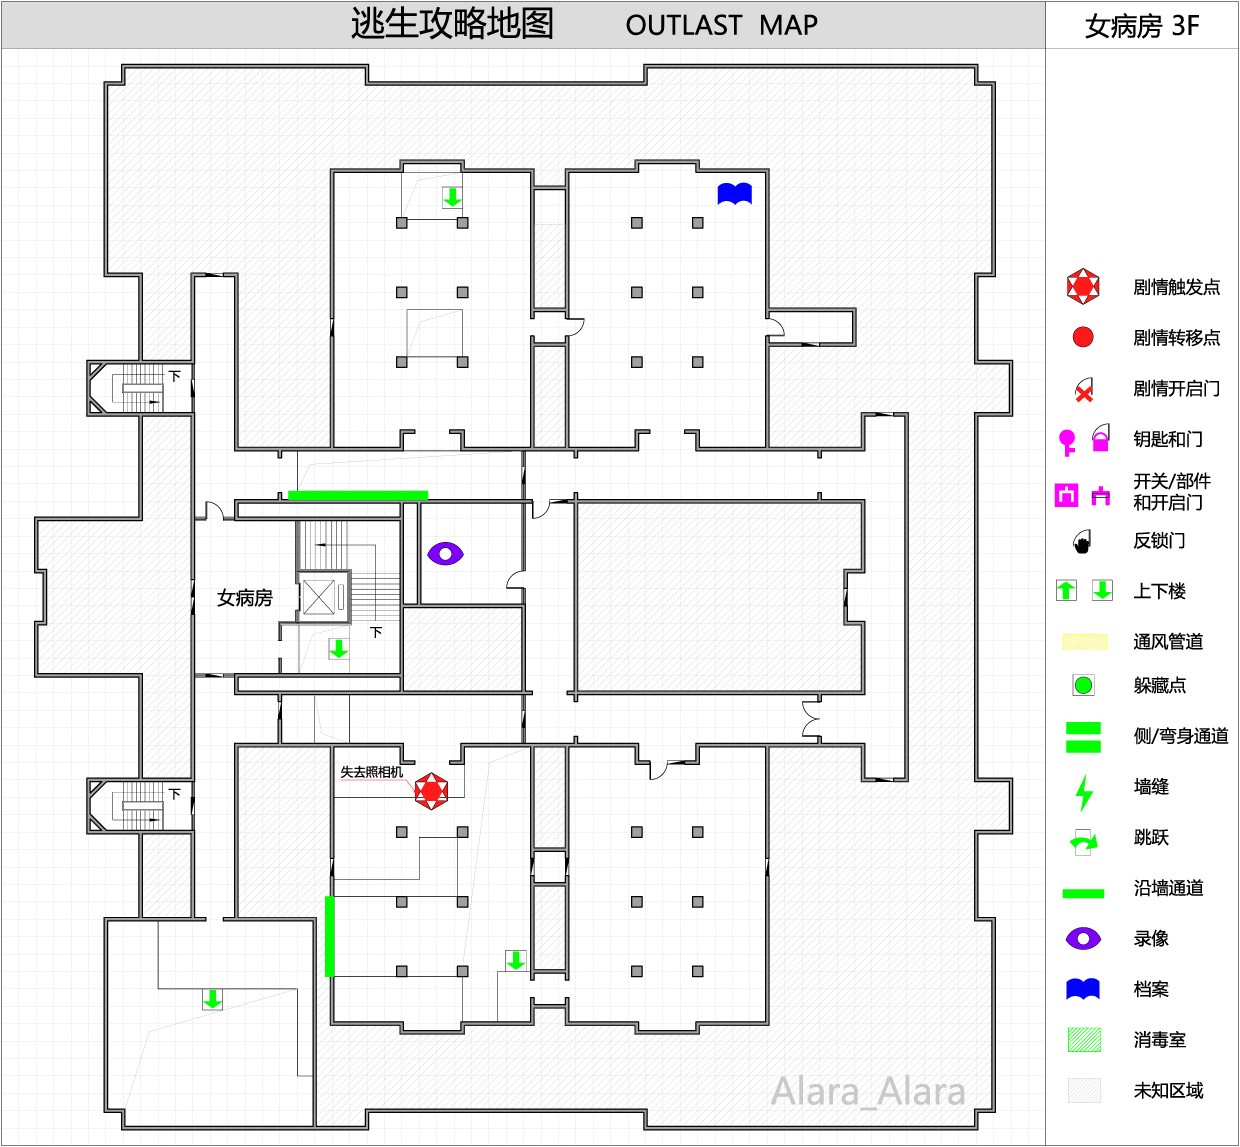 逃生攻略地图 OUTLAST MAP
女病房 3F
下
女病房
下
失去照相机
下
剧情触发点
剧情转移点
剧情开启门
钥匙和门
开关/部件
和开启门
反锁门
上下楼
通风管道
躲藏点
侧/弯身通道
墙缝
跳跃
沿墙通道
录像
档案
消毒室
未知区域
Alara_Alara